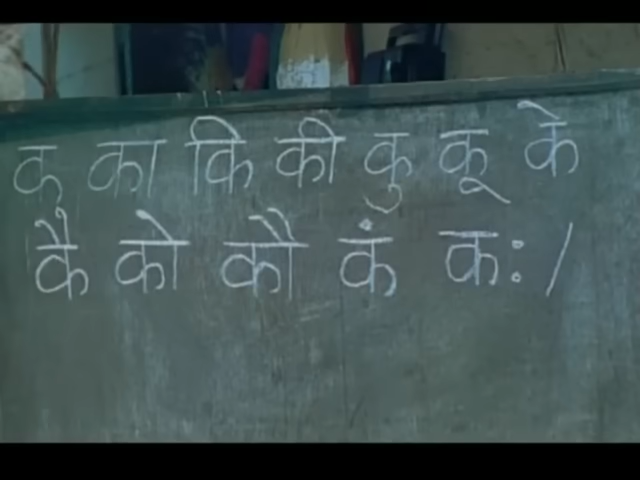 क का कि की कु कू के
कै को कौ कं कः /